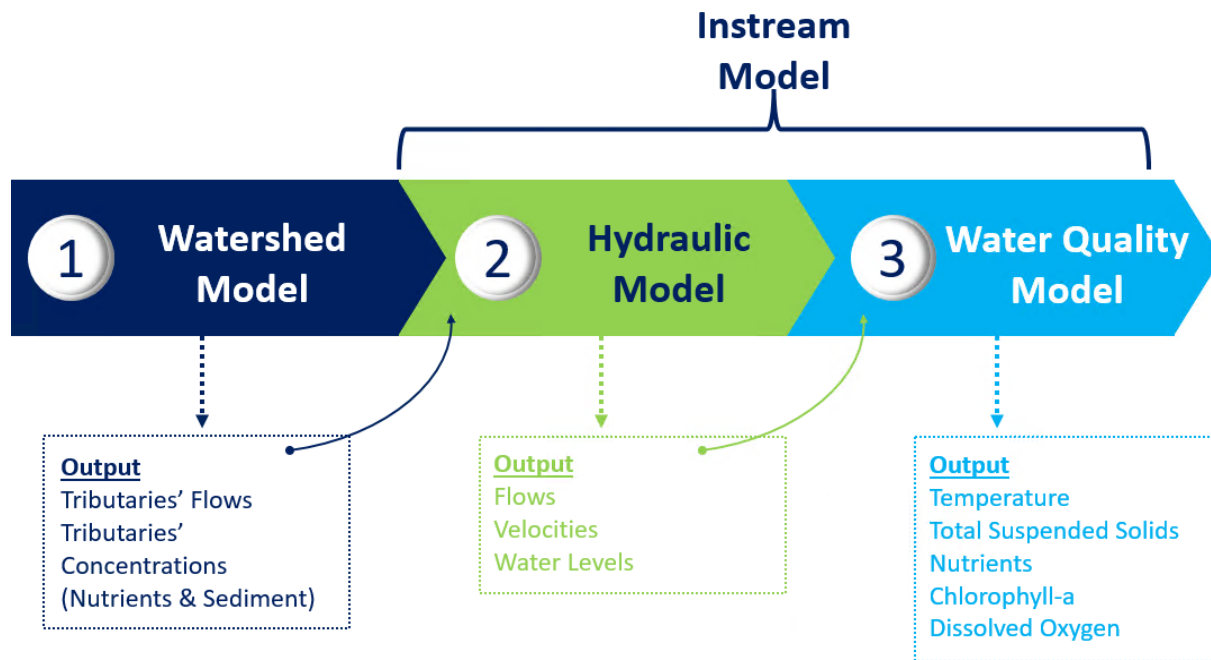 Instream
Model
1
Watershed
Model
2
Hydraulic
Model
3
Water Quality
Model
Output
Tributaries' Flows
Tributaries'
Concentrations
(Nutrients & Sediment)
Output
Flows
Velocities
Water Levels
Output
Temperature
Total Suspended Solids
Nutrients
Chlorophyll-a
Dissolved Oxygen